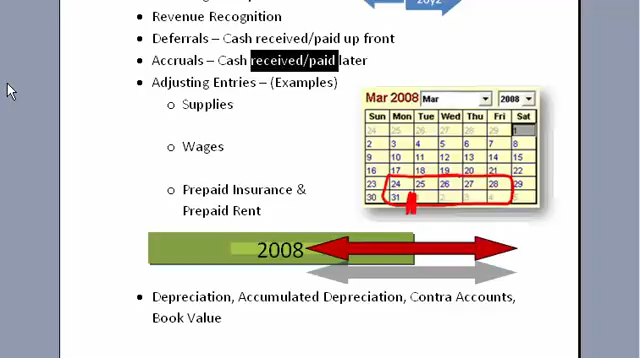 20y2
• Revenue Recognition
• Deferrals – Cash received/paid up front
• Accruals – Cash received/paid later
• Adjusting Entries – (Examples)
o Supplies
o Wages
o Prepaid Insurance &
Prepaid Rent
Mar 2008 Mar 2008
Sun Mon Tue Wed Thu Fri Sat
24 25 26 27 28 29 1
2 3 4 5 6 7 8
9 10 11 12 13 14 15
16 17 18 19 20 21 22
23 24 25 26 27 28 29
30 31 2 3 4 5
2008
• Depreciation, Accumulated Depreciation, Contra Accounts,
Book Value